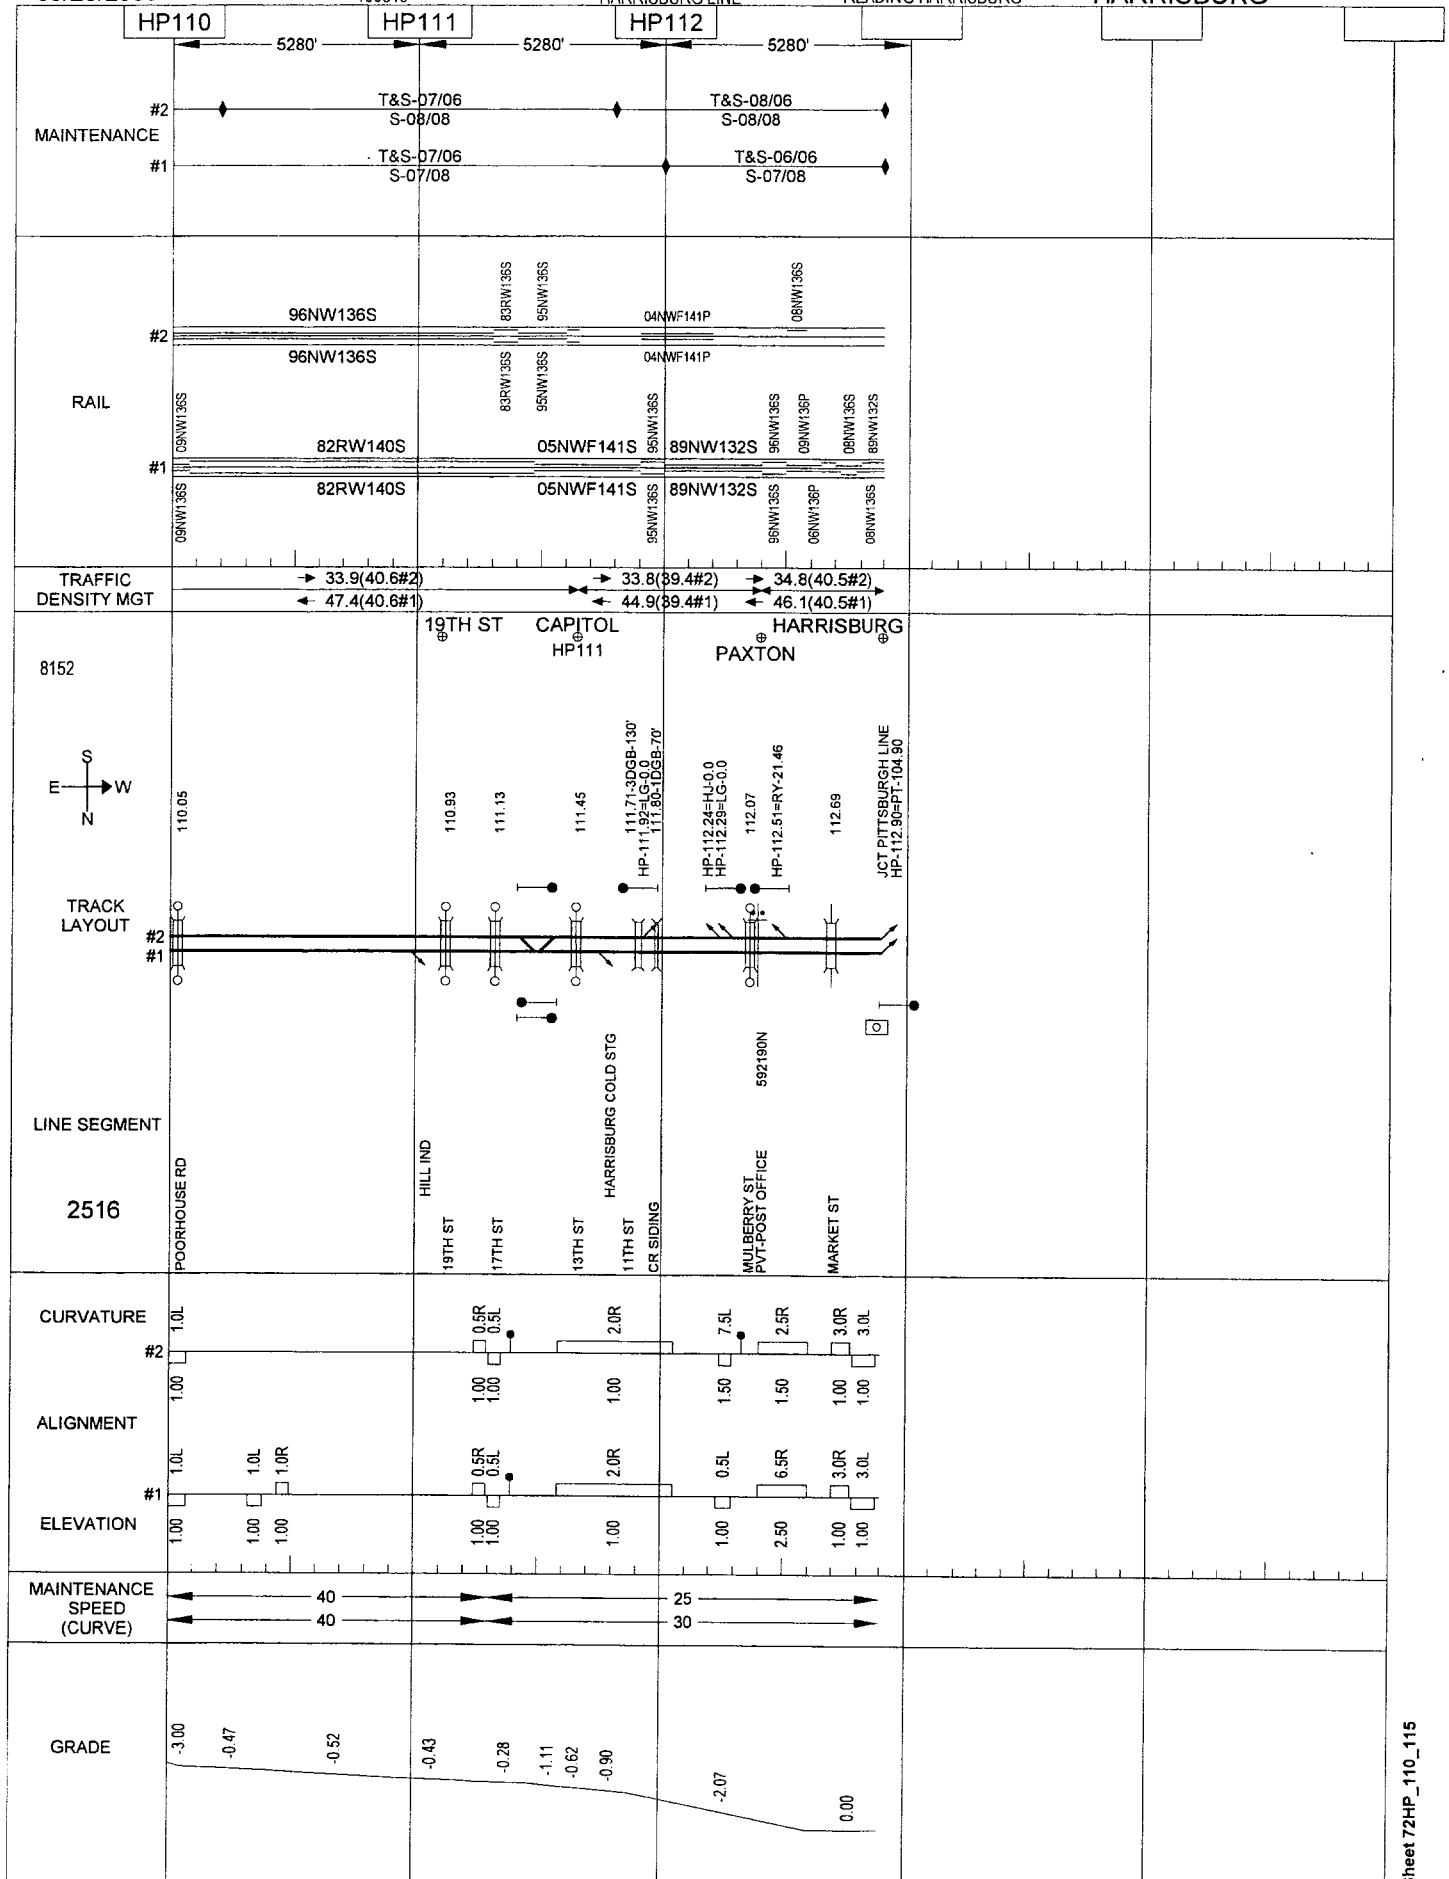 HARRISBURG
HP110
HP111
HP112
5280'
5280'
5280'
MAINTENANCE
#2
T&S-07/06
S-08/08
T&S-08/06
S-08/08
#1
T&S-07/06
S-07/08
T&S-06/06
S-07/08
RAIL
83RW136S
95NW136S
08NW136S
96NW136S
04NWF141P
#2
96NW136S
04NWF141P
83RW136S
95NW136S
09NW136S
95NW136S
96NW136S
09NW136P
08NW136S
89NW132S
82RW140S
05NWF141S
89NW132S
#1
82RW140S
05NWF141S
89NW132S
09NW136S
95NW136S
96NW136S
06NW136P
08NW136S
TRAFFIC
DENSITY MGT
33.9(40.6#2)
33.8(39.4#2)
34.8(40.5#2)
47.4(40.6#1)
44.9(39.4#1)
46.1(40.5#1)
19TH ST
CAPITOL
HP111
PAXTON
HARRISBURG
8152
S
E
W
N
110.05
110.93
111.13
111.45
111.71-3DGB-130'
HP-111.92=LG-0.0
111.80-1DGB-70'
HP-112.24=HJ-0.0
HP-112.29=LG-0.0
112.07
HP-112.51=RY-21.46
112.69
JCT PITTSBURGH LINE
HP-112.90=PT-104.90
TRACK
LAYOUT
#2
#1
LINE SEGMENT
2516
POORHOUSE RD
HILL IND
19TH ST
17TH ST
13TH ST
HARRISBURG COLD STG
11TH ST
CR SIDING
MULBERRY ST
PVT-POST OFFICE
592190N
MARKET ST
CURVATURE
#2
1.0L
0.5R
0.5L
2.0R
7.5L
2.5R
3.0R
3.0L
1.00
1.00
1.00
1.00
1.50
1.50
1.00
1.00
ALIGNMENT
#1
1.0L
1.0L
1.0R
0.5R
0.5L
2.0R
0.5L
6.5R
3.0R
3.0L
ELEVATION
1.00
1.00
1.00
1.00
1.00
1.00
1.00
2.50
1.00
1.00
MAINTENANCE
SPEED
(CURVE)
40
25
40
30
GRADE
-3.00
-0.47
-0.52
-0.43
-0.28
-1.11
-0.62
-0.90
-2.07
0.00
heet 72HP_110_115